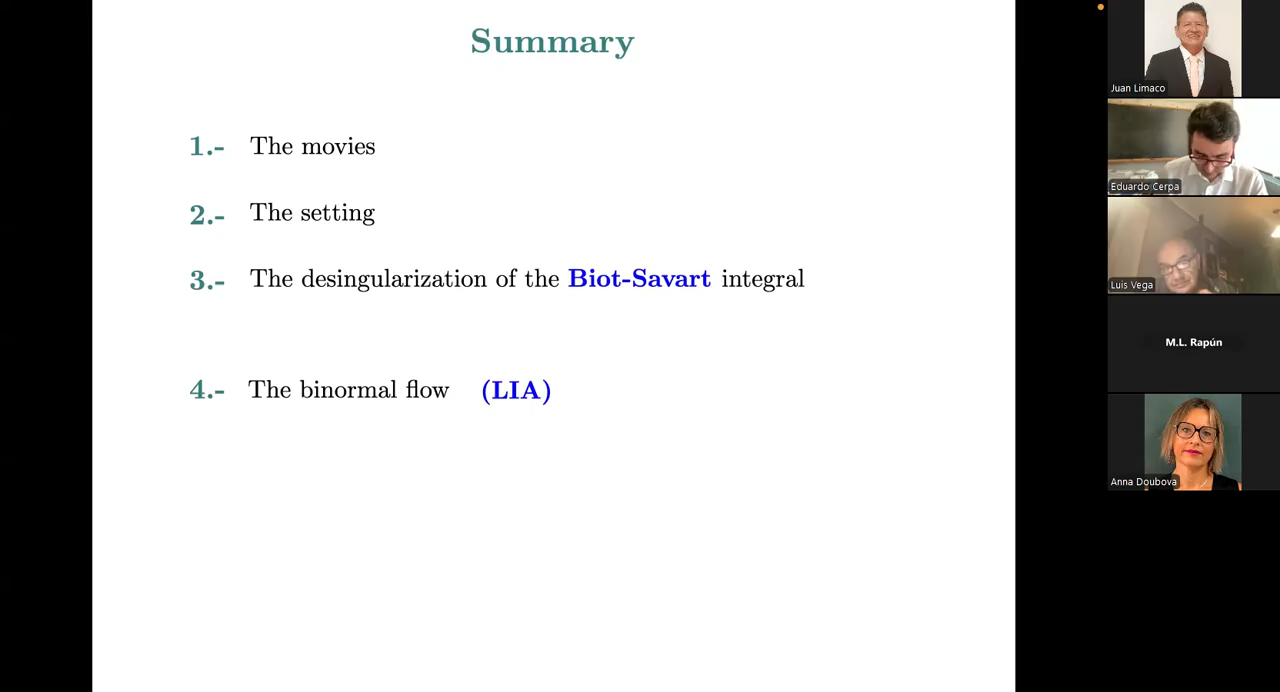 Summary
1.- The movies
2.- The setting
3.- The desingularization of the Biot-Savart integral
4.- The binormal flow (LIA)
Juan Limaco
Eduardo Cerpa
Luis Vega
M.L. Rapún
Anna Doubova